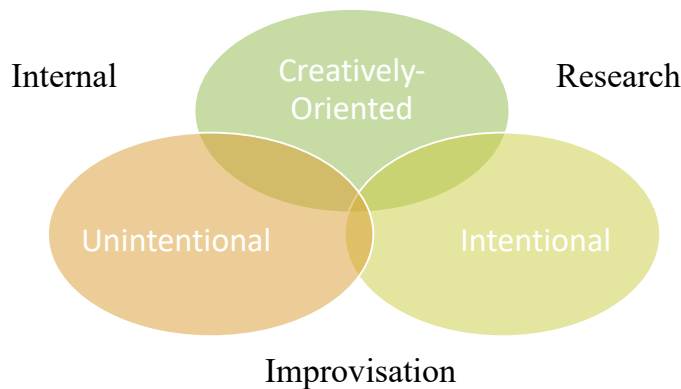 Creatively-
Oriented
Internal
Research
Unintentional
Intentional
Improvisation